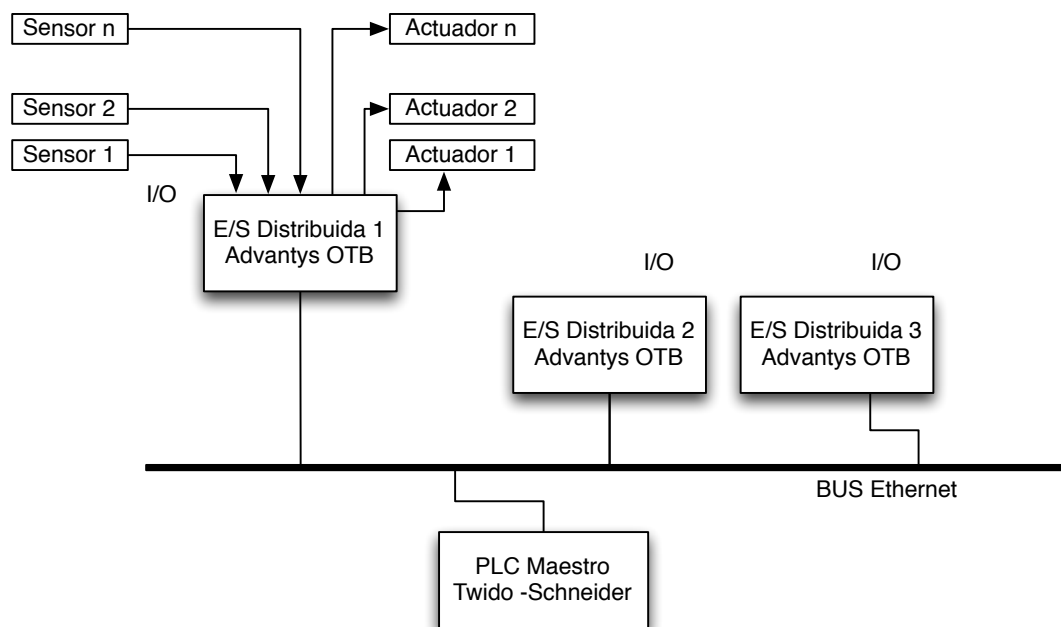 Sensor n
Actuador n
Sensor 2
Actuador 2
Sensor 1
Actuador 1
I/O
E/S Distribuida 1
Advantys OTB
I/O
I/O
E/S Distribuida 2
Advantys OTB
E/S Distribuida 3
Advantys OTB
BUS Ethernet
PLC Maestro
Twido -Schneider